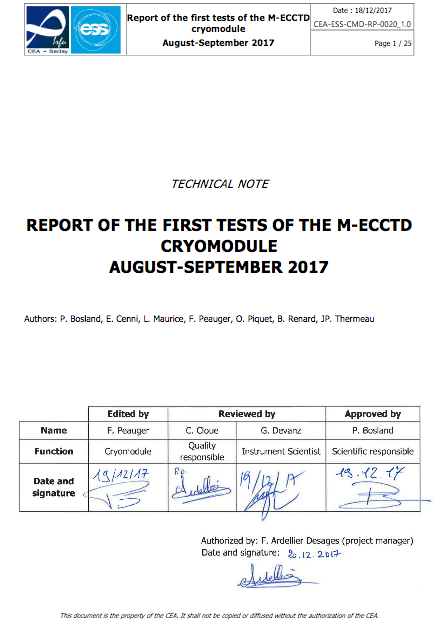 Report of the first tests of the M-ECCTD
cryomodule
August-September 2017
Date : 18/12/2017
CEA-ESS-CMD-RP-0020_1.0
Page 1 / 25
irfu
CEA - Saclay
ess
TECHNICAL NOTE
REPORT OF THE FIRST TESTS OF THE M-ECCTD
CRYOMODULE
AUGUST-SEPTEMBER 2017
Authors: P. Bosland, E. Cenni, L. Maurice, F. Peauger, O. Piquet, B. Renard, JP. Thermeau
Edited by Reviewed by Approved by
Name F. Peauger C. Cloue G. Devanz P. Bosland
Function Cryomodule Quality responsible Instrument Scientist Scientific responsible
Date and signature 19/12/17 19/12/17 19.12.17
Authorized by: F. Ardellier Desages (project manager)
Date and signature: 20.12.2017
Ardellier
This document is the property of the CEA. It shall not be copied or diffused without the authorization of the CEA.